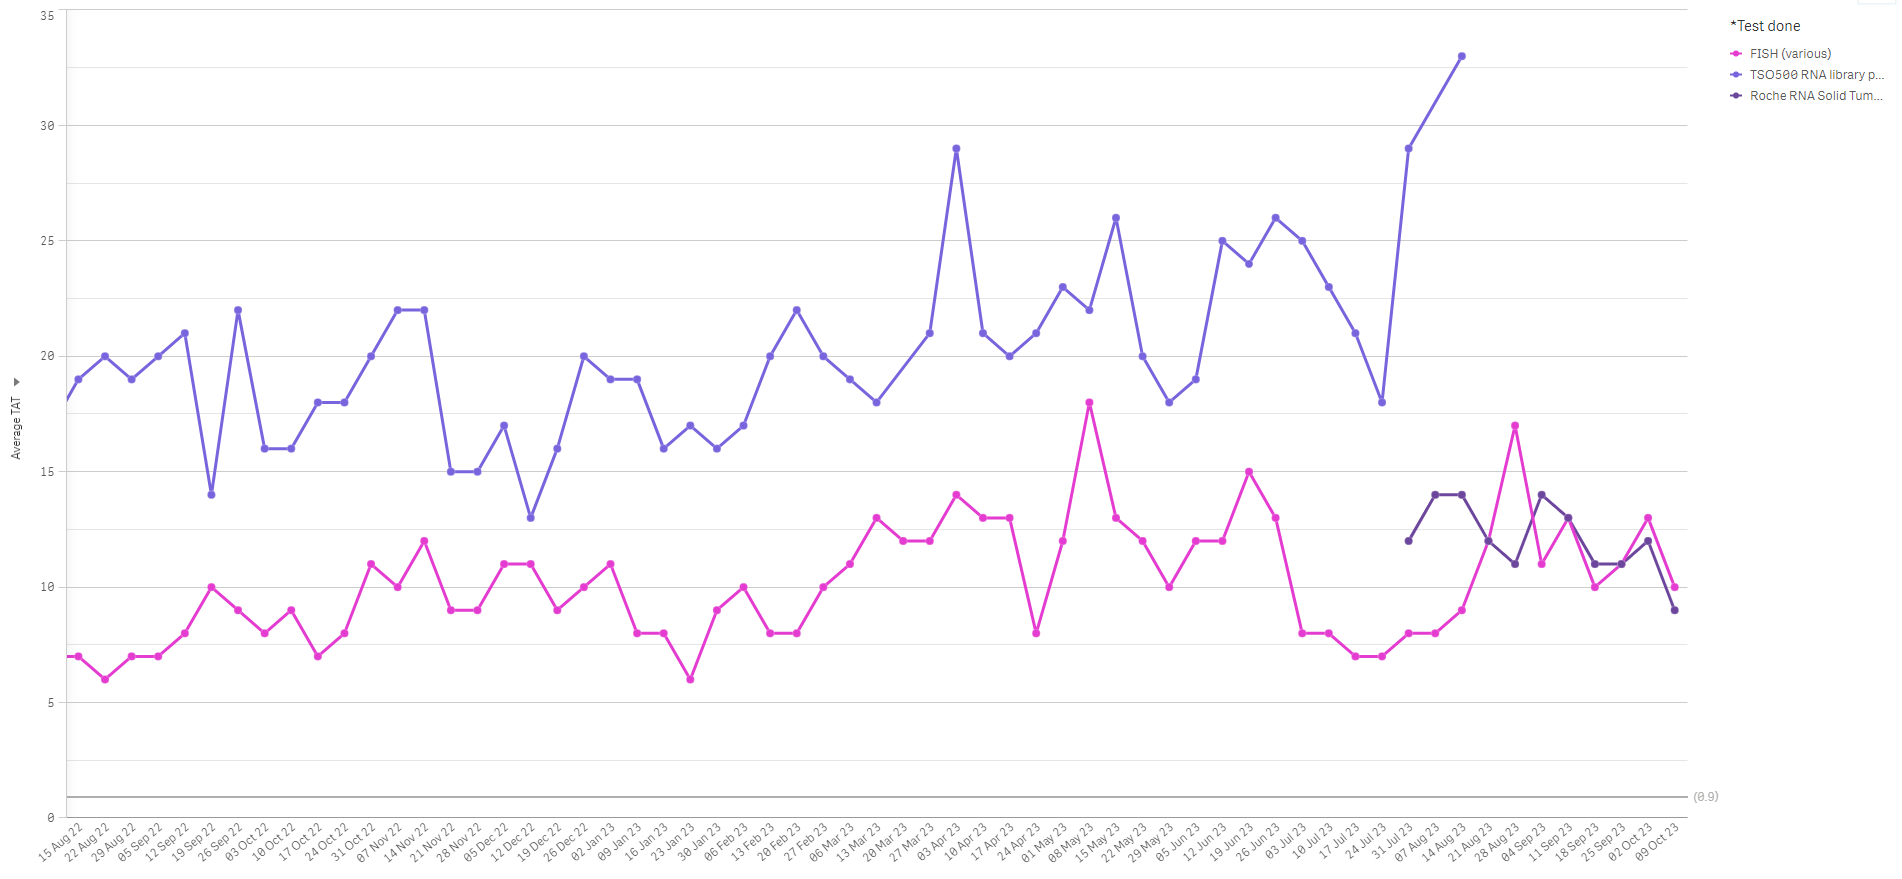 35
30
25
20
15
10
5
0
Average TAT
(0.9)
*Test done
FISH (various)
TSO500 RNA library p...
Roche RNA Solid Tum...
15 Aug 22
22 Aug 22
29 Aug 22
05 Sep 22
12 Sep 22
19 Sep 22
26 Sep 22
03 Oct 22
10 Oct 22
17 Oct 22
24 Oct 22
31 Oct 22
07 Nov 22
14 Nov 22
21 Nov 22
28 Nov 22
05 Dec 22
12 Dec 22
19 Dec 22
26 Dec 22
02 Jan 23
09 Jan 23
16 Jan 23
23 Jan 23
30 Jan 23
06 Feb 23
13 Feb 23
20 Feb 23
27 Feb 23
06 Mar 23
13 Mar 23
20 Mar 23
27 Mar 23
03 Apr 23
10 Apr 23
17 Apr 23
24 Apr 23
01 May 23
08 May 23
15 May 23
22 May 23
29 May 23
05 Jun 23
12 Jun 23
19 Jun 23
26 Jun 23
03 Jul 23
10 Jul 23
17 Jul 23
24 Jul 23
31 Jul 23
07 Aug 23
14 Aug 23
21 Aug 23
28 Aug 23
04 Sep 23
11 Sep 23
18 Sep 23
25 Sep 23
02 Oct 23
09 Oct 23